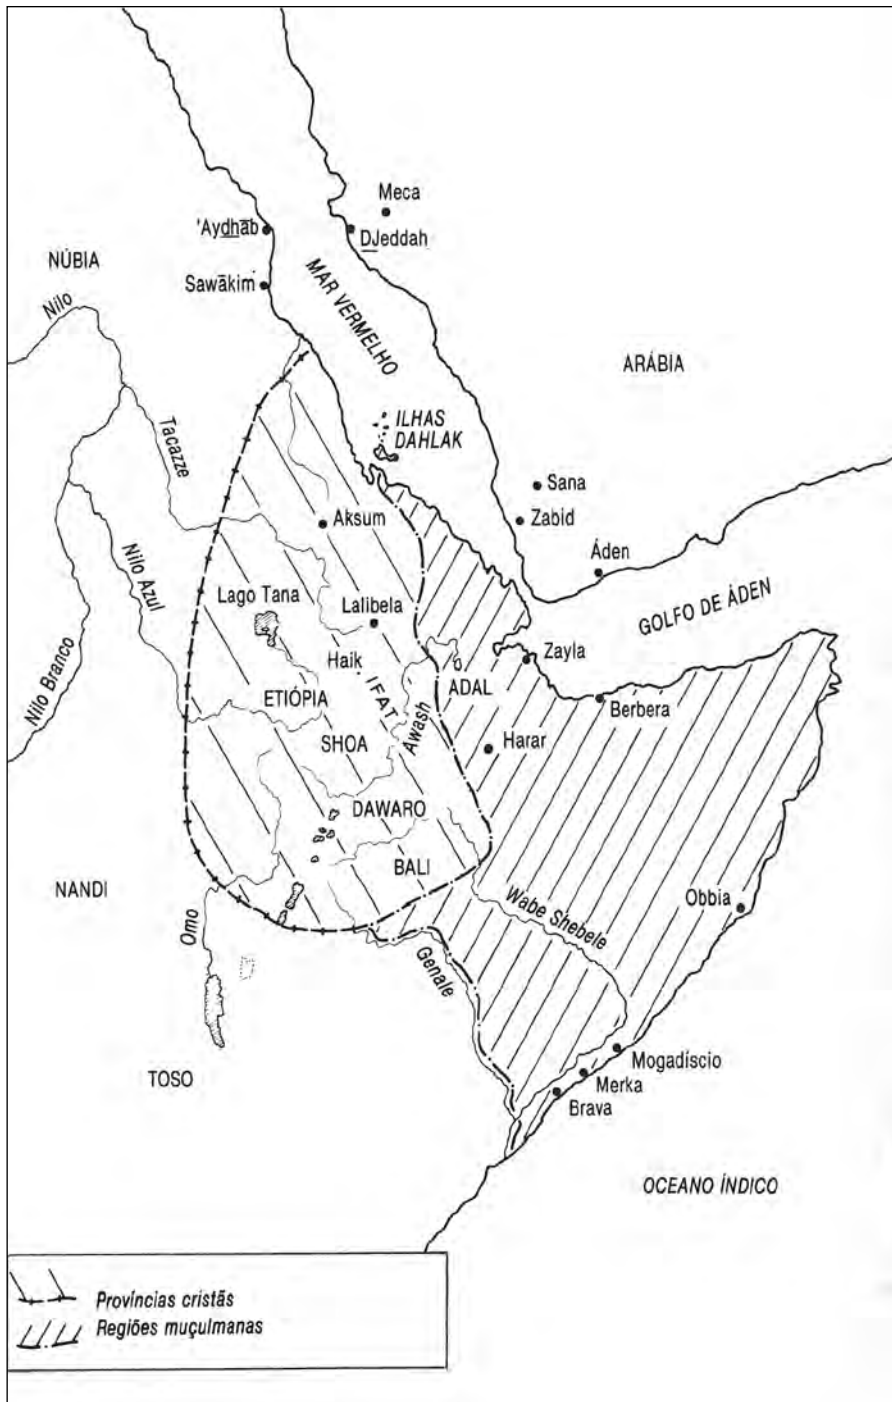 Meca
'Aydhāb
DJeddah
NÚBIA
Sawākim
MAR VERMELHO
Nilo
ARÁBIA
Tacazze
ILHAS
DAHLAK
Sana
Zabid
Aksum
Áden
Nilo Azul
Lago Tana
Lalibela
GOLFO DE ÁDEN
Nilo Branco
Haik
Zayla
IFAT
ADAL
ETIÓPIA
Awash
Berbera
SHOA
Harar
DAWARO
BALI
NANDI
Wabe Shebele
Obbia
Omo
Genale
Mogadíscio
TOSO
Merka
Brava
OCEANO ÍNDICO
Províncias cristãs
Regiões muçulmanas